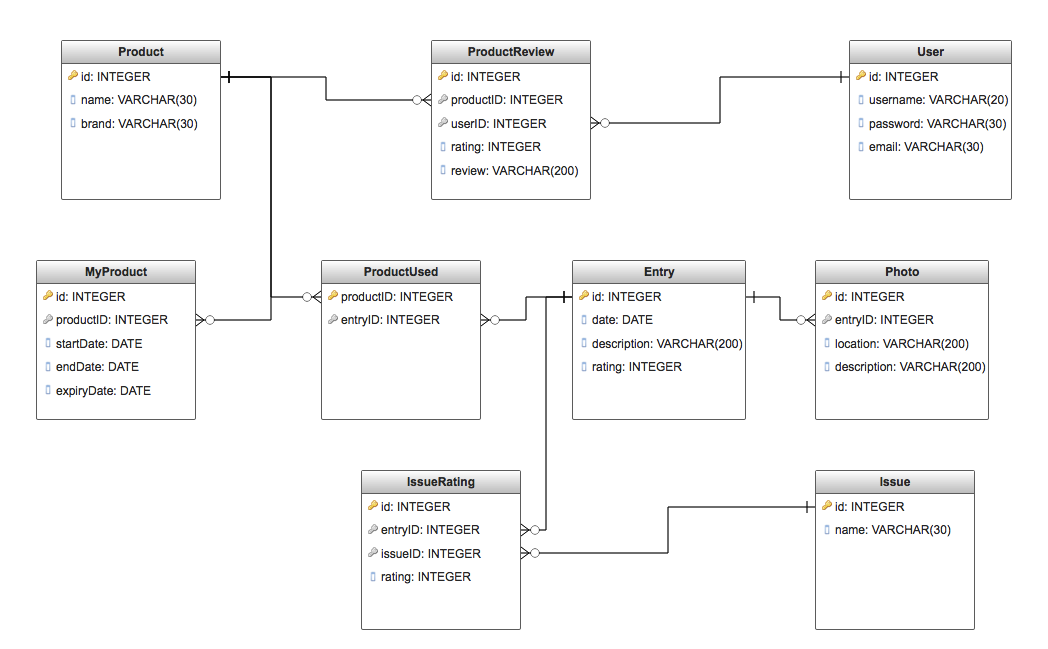 Product
id: INTEGER
name: VARCHAR(30)
brand: VARCHAR(30)
ProductReview
id: INTEGER
productID: INTEGER
userID: INTEGER
rating: INTEGER
review: VARCHAR(200)
User
id: INTEGER
username: VARCHAR(20)
password: VARCHAR(30)
email: VARCHAR(30)
MyProduct
id: INTEGER
productID: INTEGER
startDate: DATE
endDate: DATE
expiryDate: DATE
ProductUsed
productID: INTEGER
entryID: INTEGER
Entry
id: INTEGER
date: DATE
description: VARCHAR(200)
rating: INTEGER
Photo
id: INTEGER
entryID: INTEGER
location: VARCHAR(200)
description: VARCHAR(200)
IssueRating
id: INTEGER
entryID: INTEGER
issueID: INTEGER
rating: INTEGER
Issue
id: INTEGER
name: VARCHAR(30)